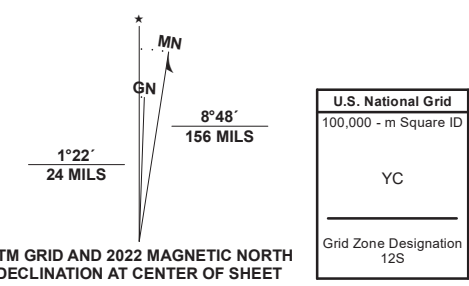 ★
MN
GN
8°48´
156 MILS
1°22´
24 MILS
TM GRID AND 2022 MAGNETIC NORTH
DECLINATION AT CENTER OF SHEET
U.S. National Grid
100,000 - m Square ID
YC
Grid Zone Designation
12S